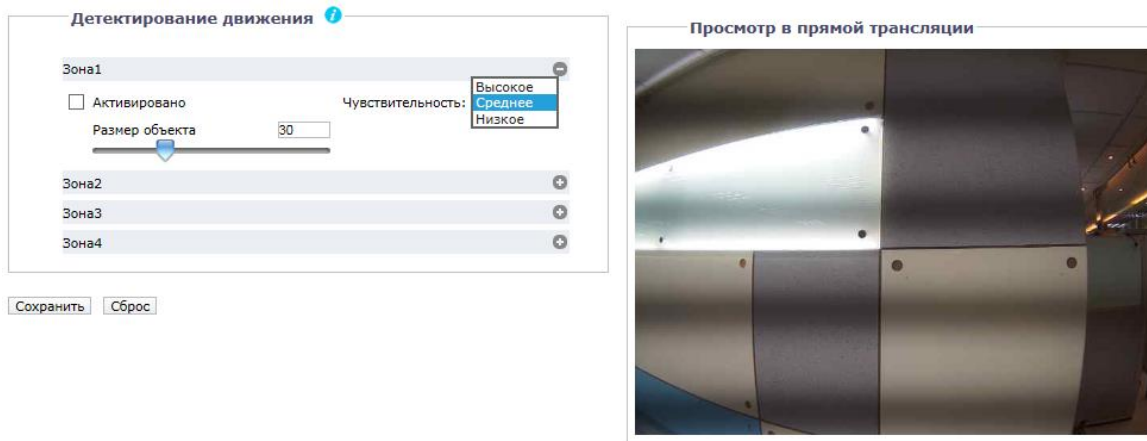 Детектирование движения i
Зона1
Активировано
Чувствительность:
Высокое
Среднее
Низкое
Размер объекта 30
Зона2
Зона3
Зона4
Сохранить Сброс
Просмотр в прямой трансляции